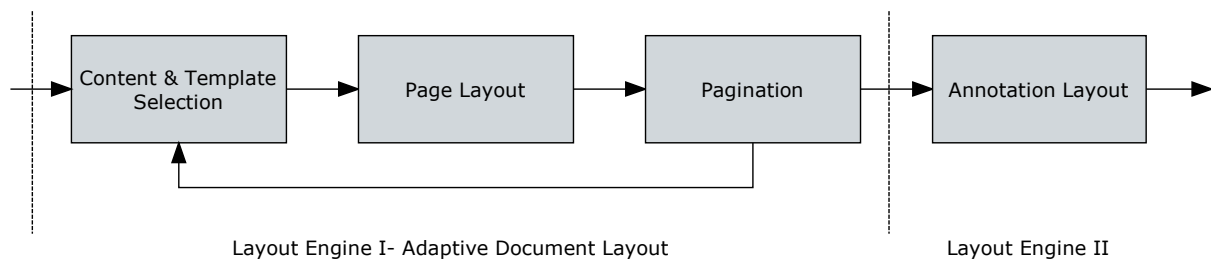 Content & Template
Selection
Page Layout
Pagination
Annotation Layout
Layout Engine I- Adaptive Document Layout
Layout Engine II